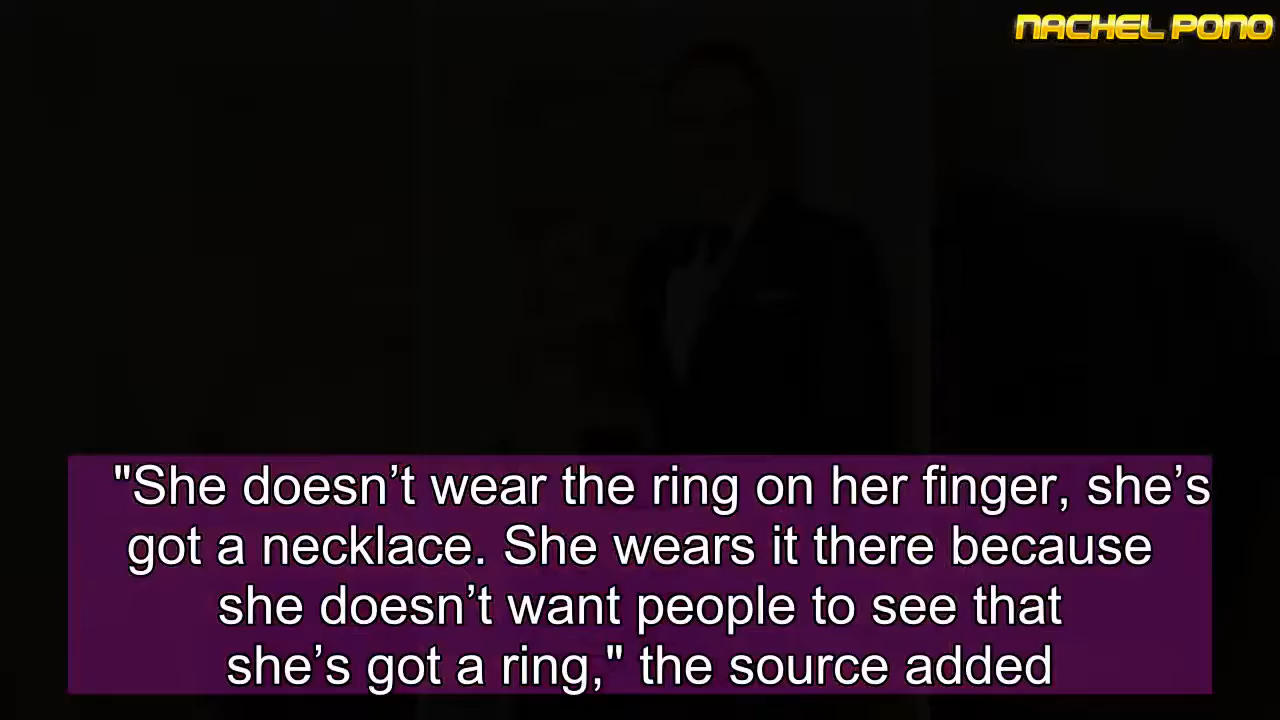 NACHEL PONO
"She doesn’t wear the ring on her finger, she’s
got a necklace. She wears it there because
she doesn’t want people to see that
she’s got a ring," the source added